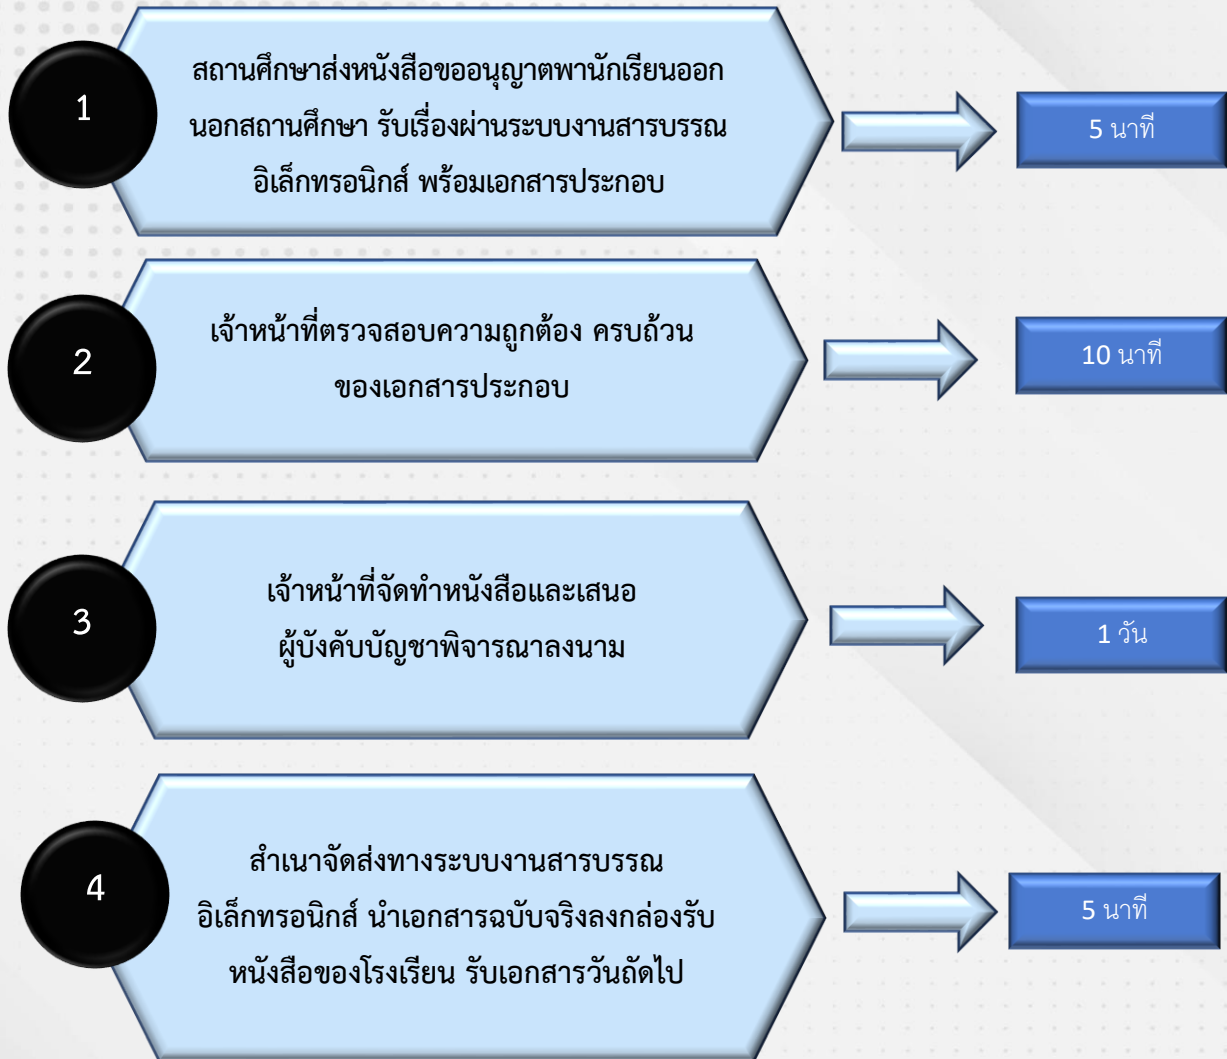 1
สถานศึกษาส่งหนังสือขออนุญาตพานักเรียนออก
นอกสถานศึกษา รับเรื่องผ่านระบบงานสารบรรณ
อิเล็กทรอนิกส์ พร้อมเอกสารประกอบ
5 นาที
2
เจ้าหน้าที่ตรวจสอบความถูกต้อง ครบถ้วน
ของเอกสารประกอบ
10 นาที
3
เจ้าหน้าที่จัดทำหนังสือและเสนอ
ผู้บังคับบัญชาพิจารณาลงนาม
1 วัน
4
สำเนาจัดส่งทางระบบงานสารบรรณ
อิเล็กทรอนิกส์ นำเอกสารฉบับจริงลงกล่องรับ
หนังสือของโรงเรียน รับเอกสารวันถัดไป
5 นาที